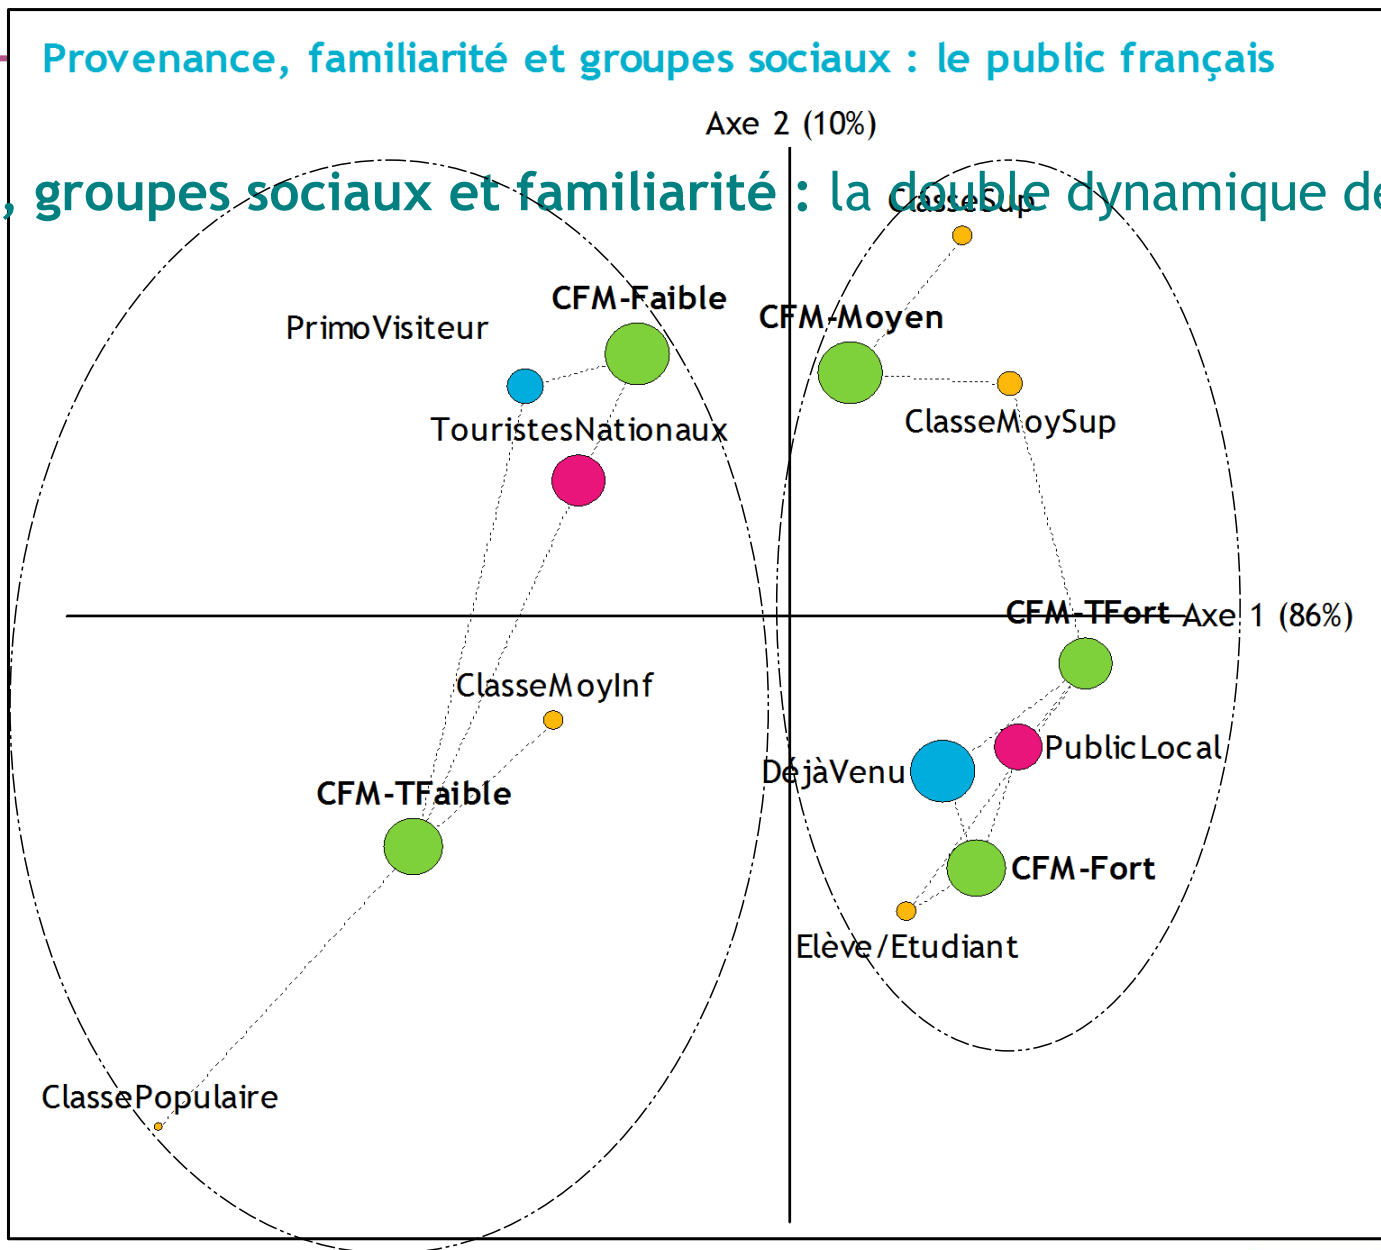 Provenance, familiarité et groupes sociaux : le public français
Axe 2 (10%)
, groupes sociaux et familiarité : la double dynamique de
ClasseSup
CFM-Faible
CFM-Moyen
PrimoVisiteur
ClasseMoySup
TouristesNationaux
CFM-TFort
Axe 1 (86%)
ClasseMoyInf
PublicLocal
DéjàVenu
CFM-TFaible
CFM-Fort
Elève/Etudiant
ClassePopulaire